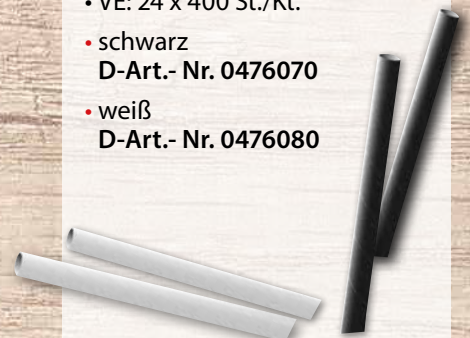 • VE: 24 x 400 St./Kt.
• schwarz
D-Art.- Nr. 0476070
• weiß
D-Art.- Nr. 0476080